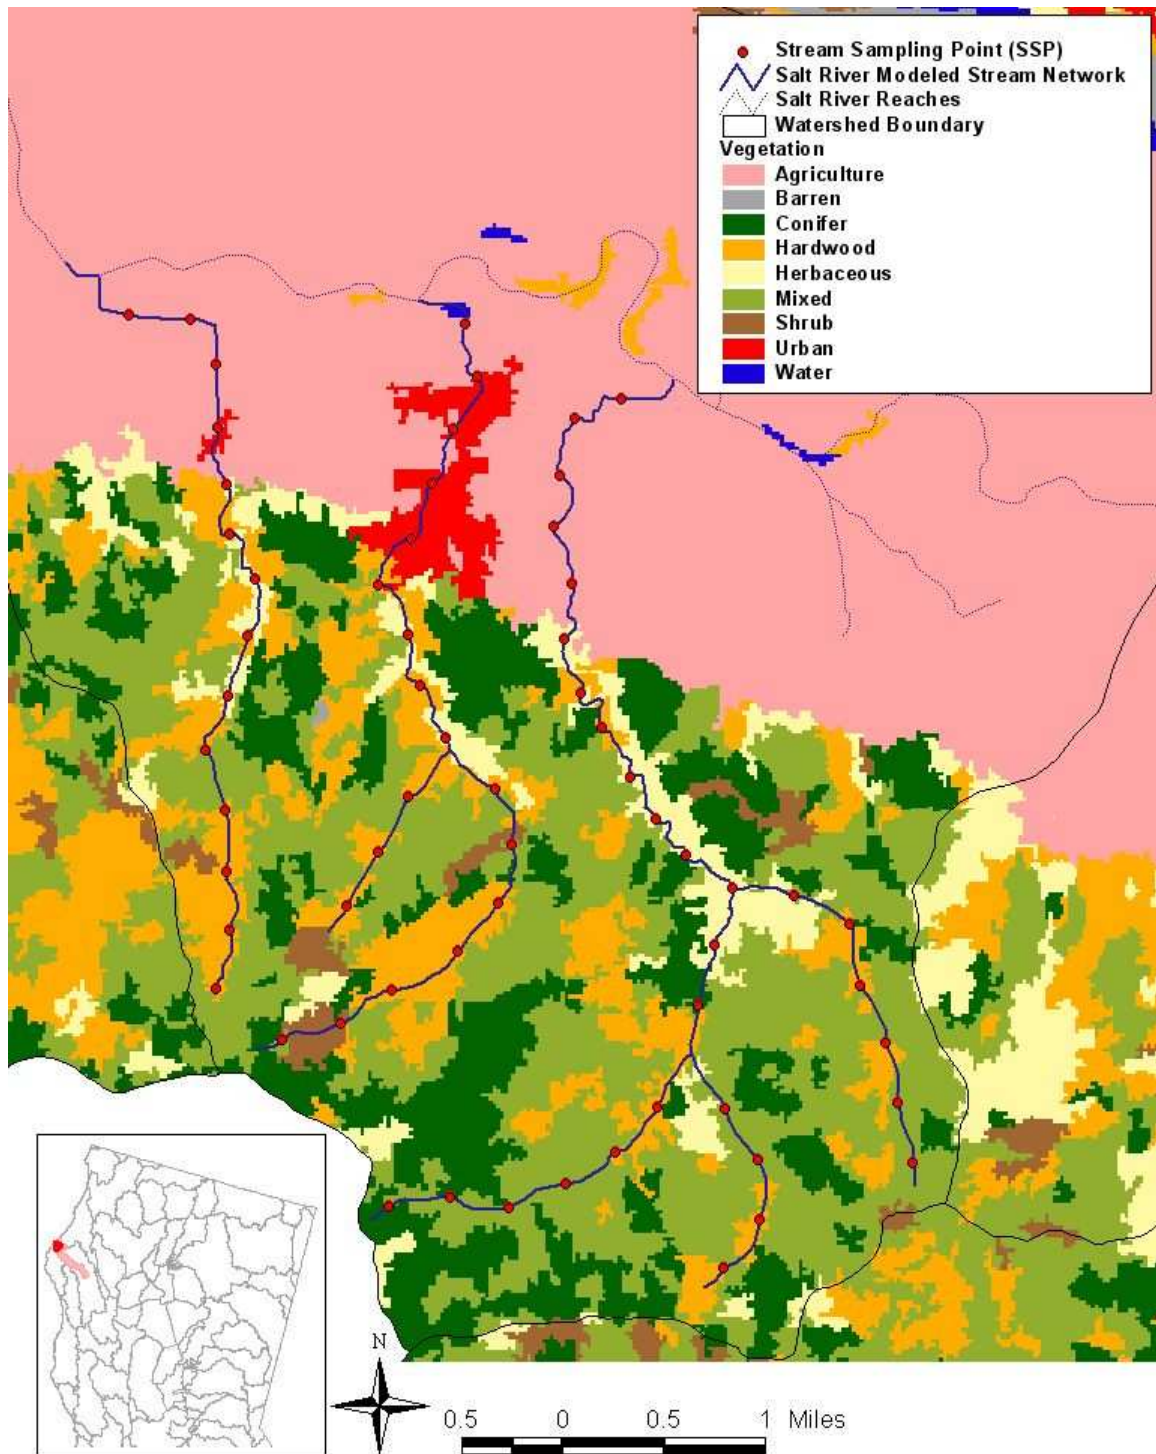 Stream Sampling Point (SSP)
Salt River Modeled Stream Network
Salt River Reaches
Watershed Boundary
Vegetation
Agriculture
Barren
Conifer
Hardwood
Herbaceous
Mixed
Shrub
Urban
Water
N
0.5 0 0.5 1 Miles